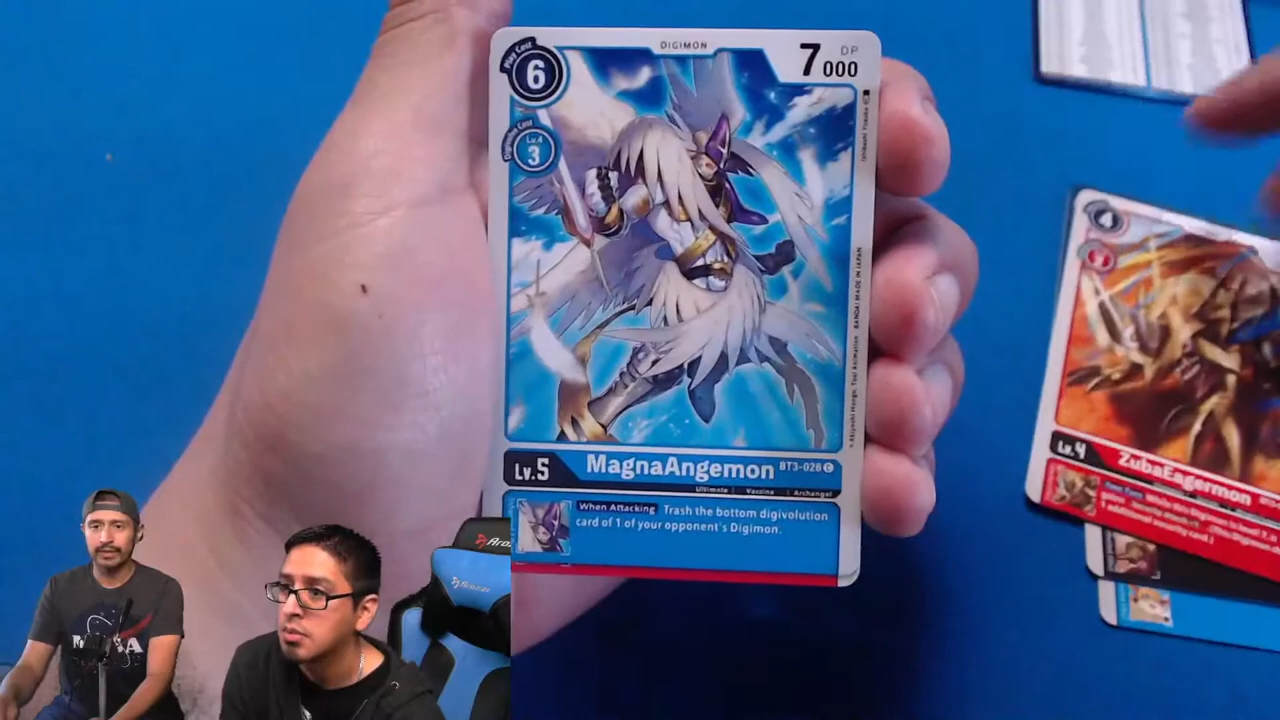 DIGIMON
Play Cost
6
7000
DP
Digivolve Cost
Lv.4
3
MagnaAngemon
BT3-026 C
Lv.5
Ultimate | Vaccine | Archangel
When Attacking Trash the bottom digivolution
card of 1 of your opponent's Digimon.
BANDAI MADE IN JAPAN
4
Lv.4
ZubaEagermon